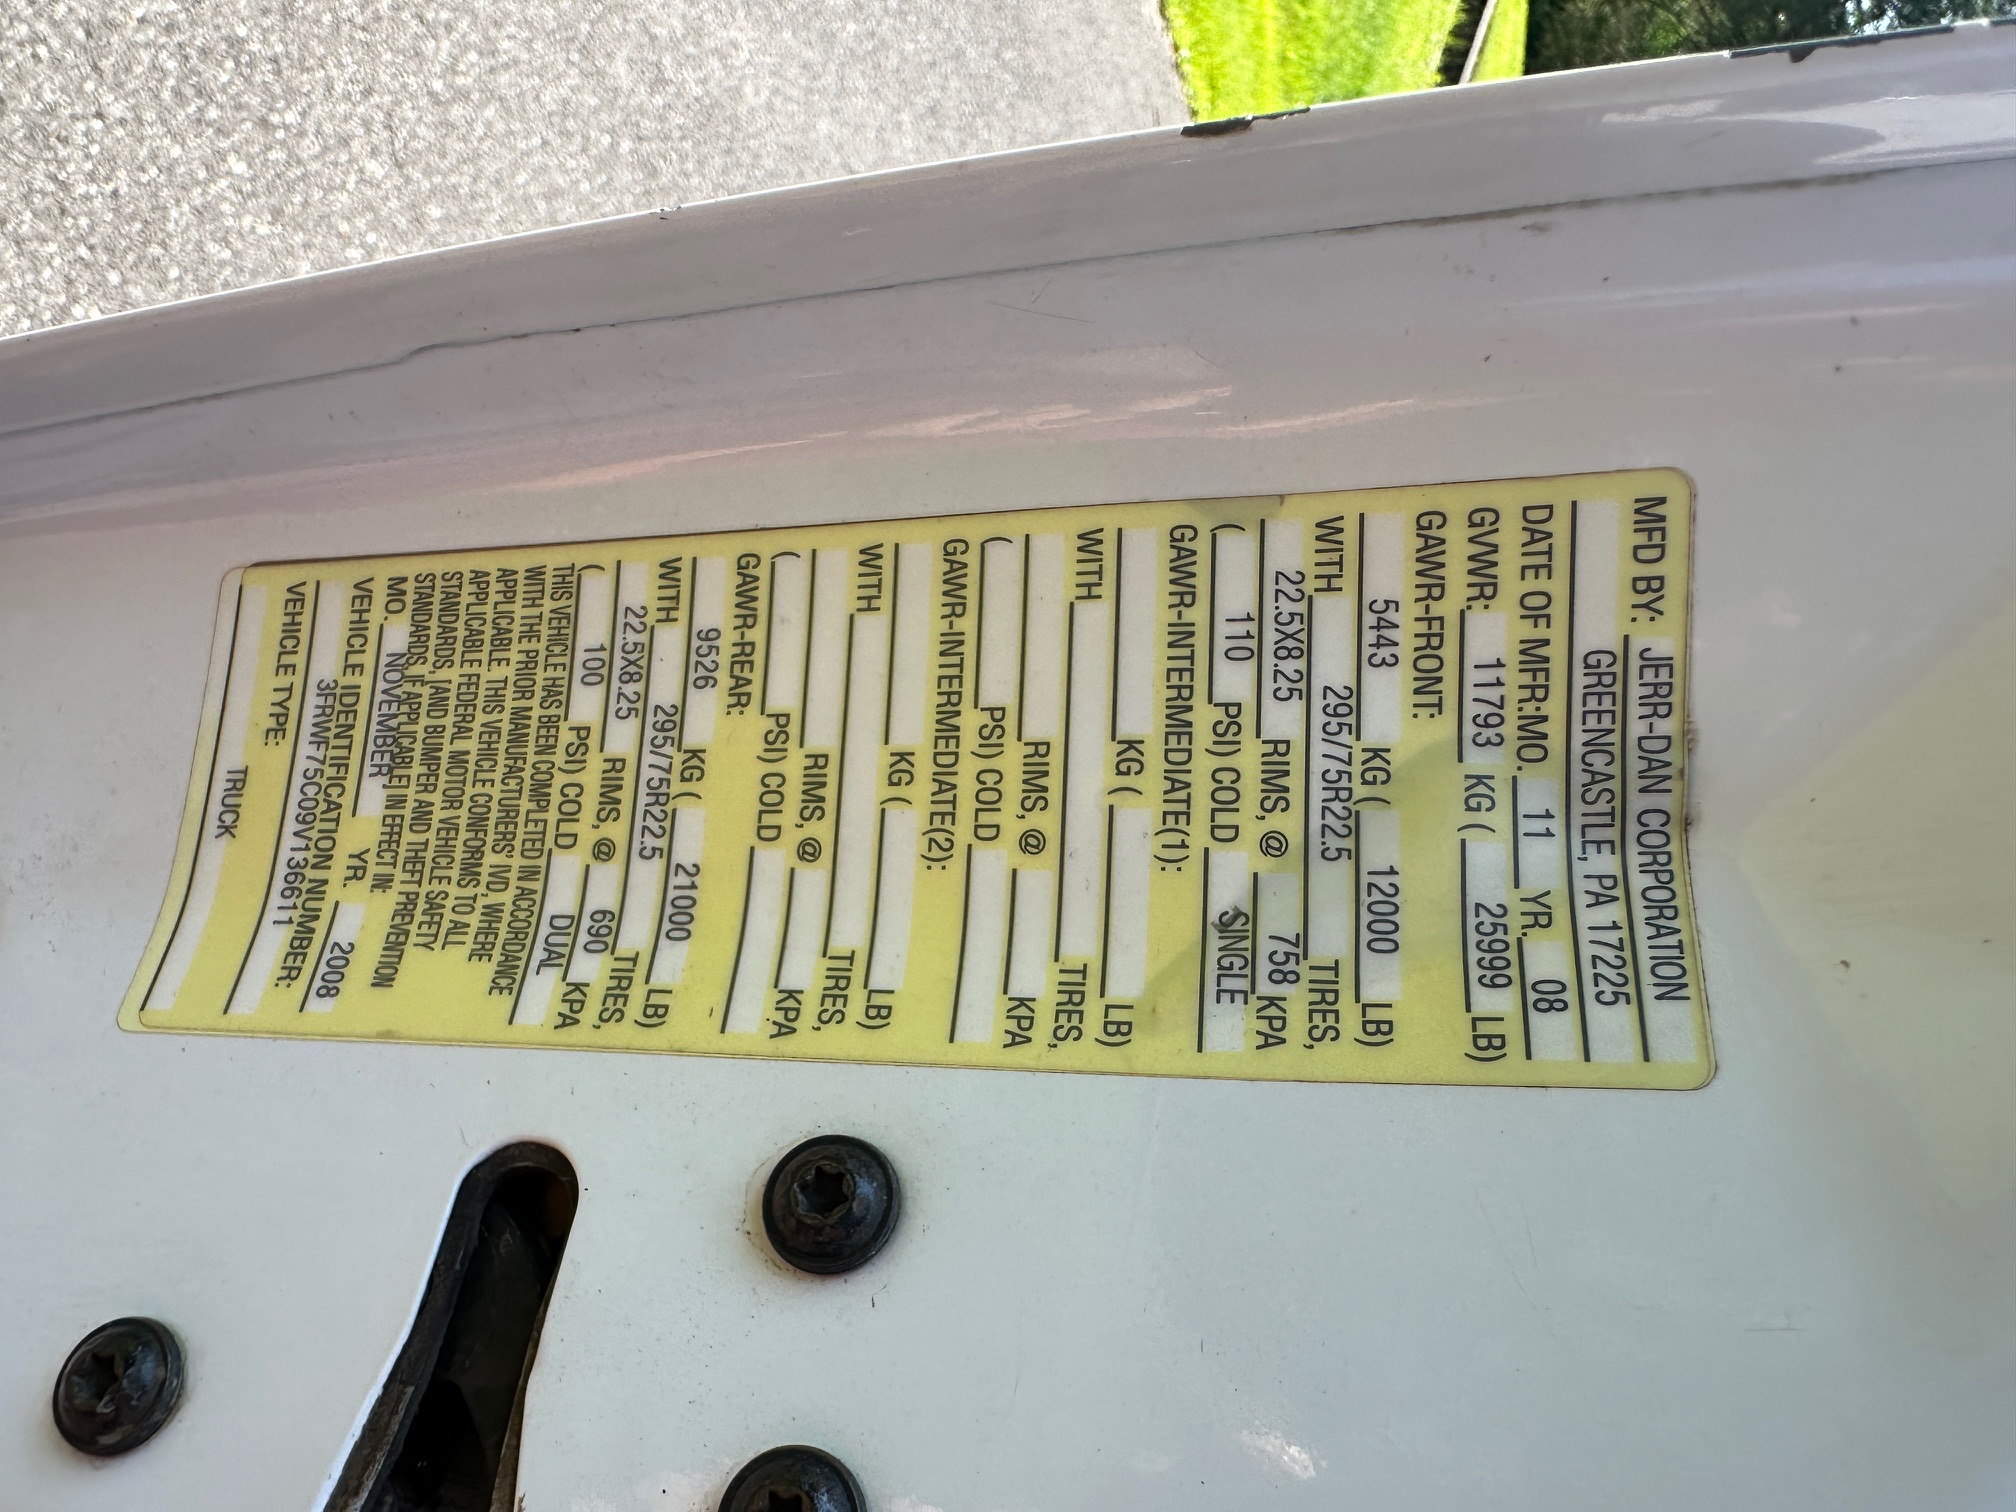 MFD BY: JERR-DAN CORPORATION
GREENCASTLE, PA 17225
DATE OF MFR:MO. 11 YR. 08
GVWR: 11793 KG ( 25999 LB)
GAWR-FRONT:
5443 KG ( 12000 LB)
WITH 295/75R22.5 TIRES,
22.5X8.25 RIMS, @ 758 KPA
( 110 PSI) COLD SINGLE
GAWR-INTERMEDIATE(1):
KG ( LB)
WITH TIRES,
RIMS, @ KPA
( PSI) COLD
GAWR-INTERMEDIATE(2):
KG ( LB)
WITH TIRES,
RIMS, @ KPA
( PSI) COLD
GAWR-REAR:
9526 KG ( 21000 LB)
WITH 295/75R22.5 TIRES,
22.5X8.25 RIMS, @ 690 KPA
( 100 PSI) COLD DUAL
THIS VEHICLE HAS BEEN COMPLETED IN ACCORDANCE
WITH THE PRIOR MANUFACTURERS' IVD, WHERE
APPLICABLE. THIS VEHICLE CONFORMS TO ALL
APPLICABLE FEDERAL MOTOR VEHICLE SAFETY
STANDARDS, [AND BUMPER AND THEFT PREVENTION
STANDARDS, IF APPLICABLE] IN EFFECT IN:
MO. NOVEMBER YR. 2008
VEHICLE IDENTIFICATION NUMBER:
3FRWF75C09V136611
VEHICLE TYPE:
TRUCK